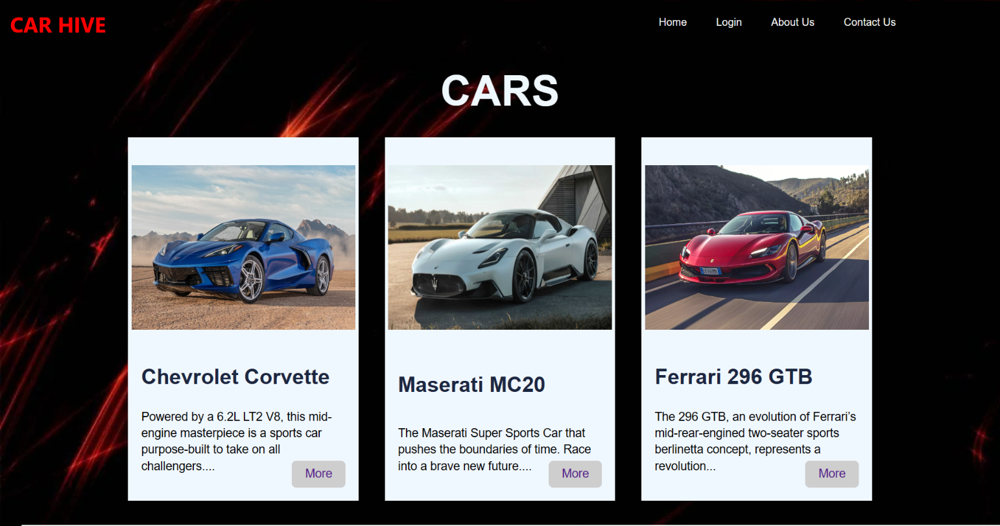 CAR HIVE
Home Login About Us Contact Us
CARS
Chevrolet Corvette
Powered by a 6.2L LT2 V8, this mid-
engine masterpiece is a sports car
purpose-built to take on all
challengers....
More
Maserati MC20
The Maserati Super Sports Car that
pushes the boundaries of time. Race
into a brave new future....
More
Ferrari 296 GTB
The 296 GTB, an evolution of Ferrari’s
mid-rear-engined two-seater sports
berlinetta concept, represents a
revolution...
More